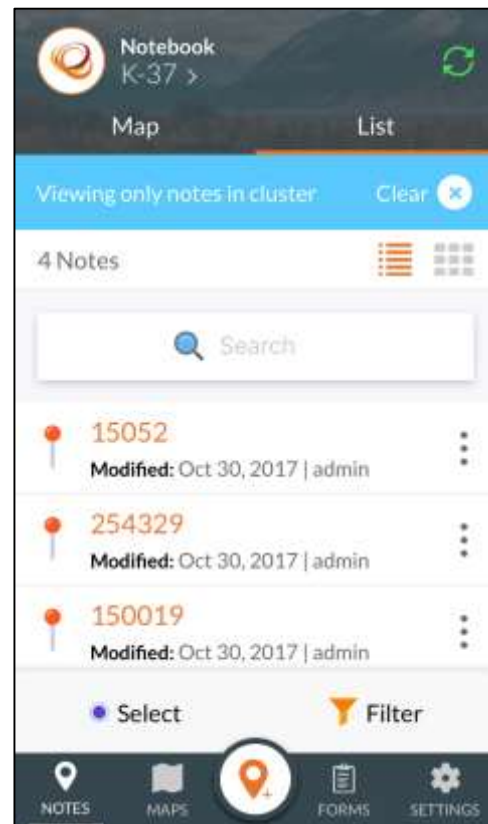 Notebook
K-37 >
Map List
Viewing only notes in cluster Clear
4 Notes
Search
15052
Modified: Oct 30, 2017 | admin
254329
Modified: Oct 30, 2017 | admin
150019
Modified: Oct 30, 2017 | admin
Select Filter
NOTES MAPS FORMS SETTINGS